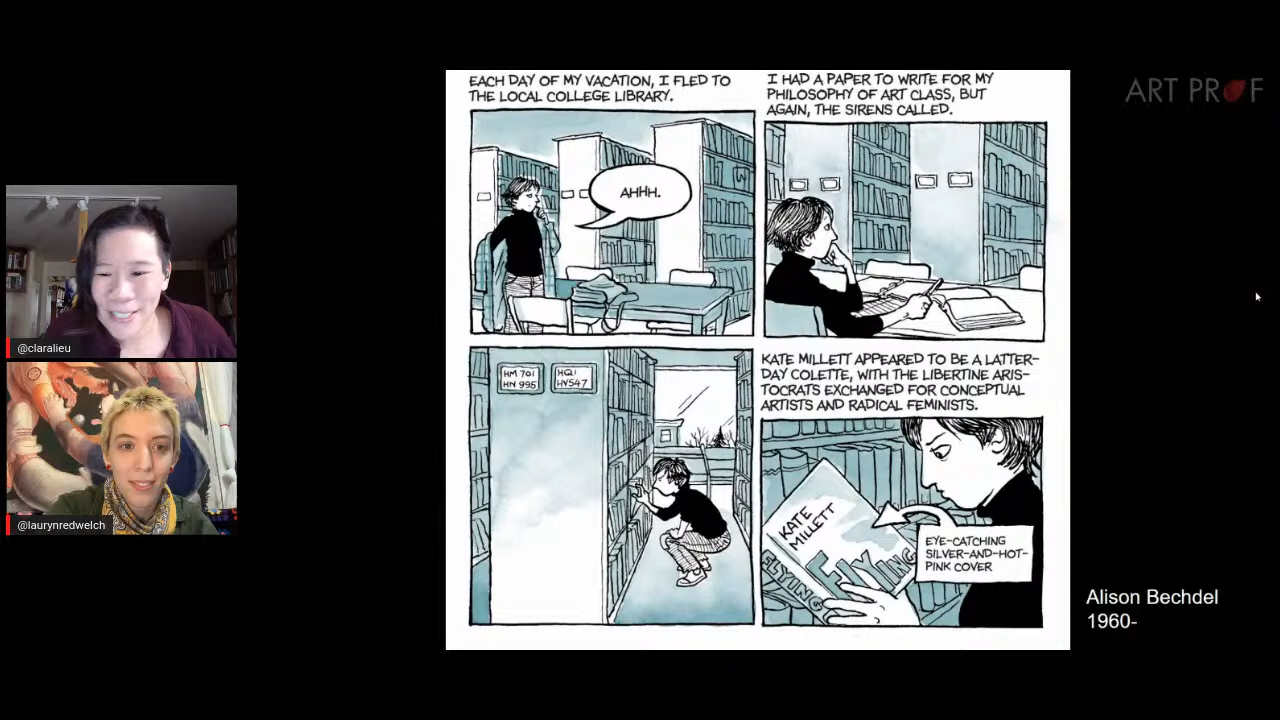 ART PROF
EACH DAY OF MY VACATION, I FLED TO
THE LOCAL COLLEGE LIBRARY.
AHHH.
I HAD A PAPER TO WRITE FOR MY
PHILOSOPHY OF ART CLASS, BUT
AGAIN, THE SIRENS CALLED.
HM 701
HN 995
HQ1
HV547
KATE MILLETT APPEARED TO BE A LATTER-
DAY COLETTE, WITH THE LIBERTINE ARIS-
TOCRATS EXCHANGED FOR CONCEPTUAL
ARTISTS AND RADICAL FEMINISTS.
KATE
MILLETT
FLYING
FLYING
EYE-CATCHING
SILVER-AND-HOT-
PINK COVER
@claralieu
@laurynredwelch
Alison Bechdel
1960-